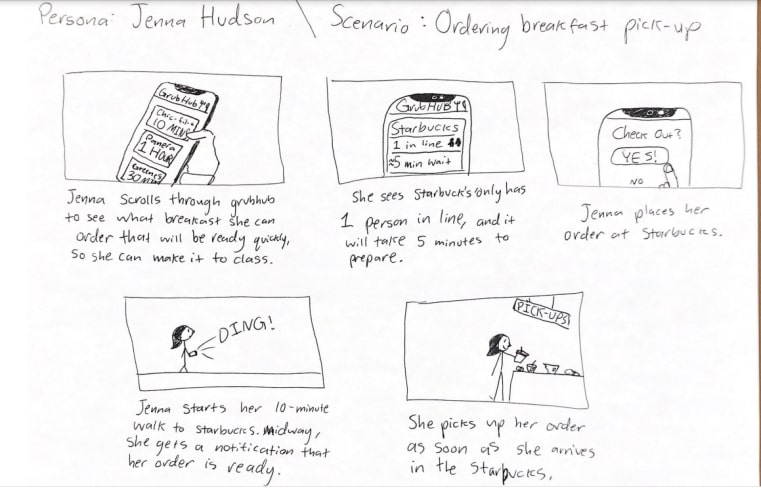 Persona: Jenna Hudson \ Scenario: Ordering breakfast pick-up
GrubHub
Chic-fil-a
10 MINS
Panera
1 HOUR
Greenes
30 MIN
Jenna Scrolls through grubhub
to see what breakast she can
order that will be ready quickly,
So she can make it to class.
GrubHUB
Starbucks
1 in line
≈5 min wait
She sees Starbuck's only has
1 person in line, and it
will take 5 minutes to
prepare.
Check Out?
YES!
NO
Jenna places her
order at Starbucks.
DING!
Jenna starts her 10-minute
walk to starbucks. Midway,
she gets a notification that
her order is ready.
PICK-UPS!
She picks up her order
as soon as she arrives
in the Starbucks.